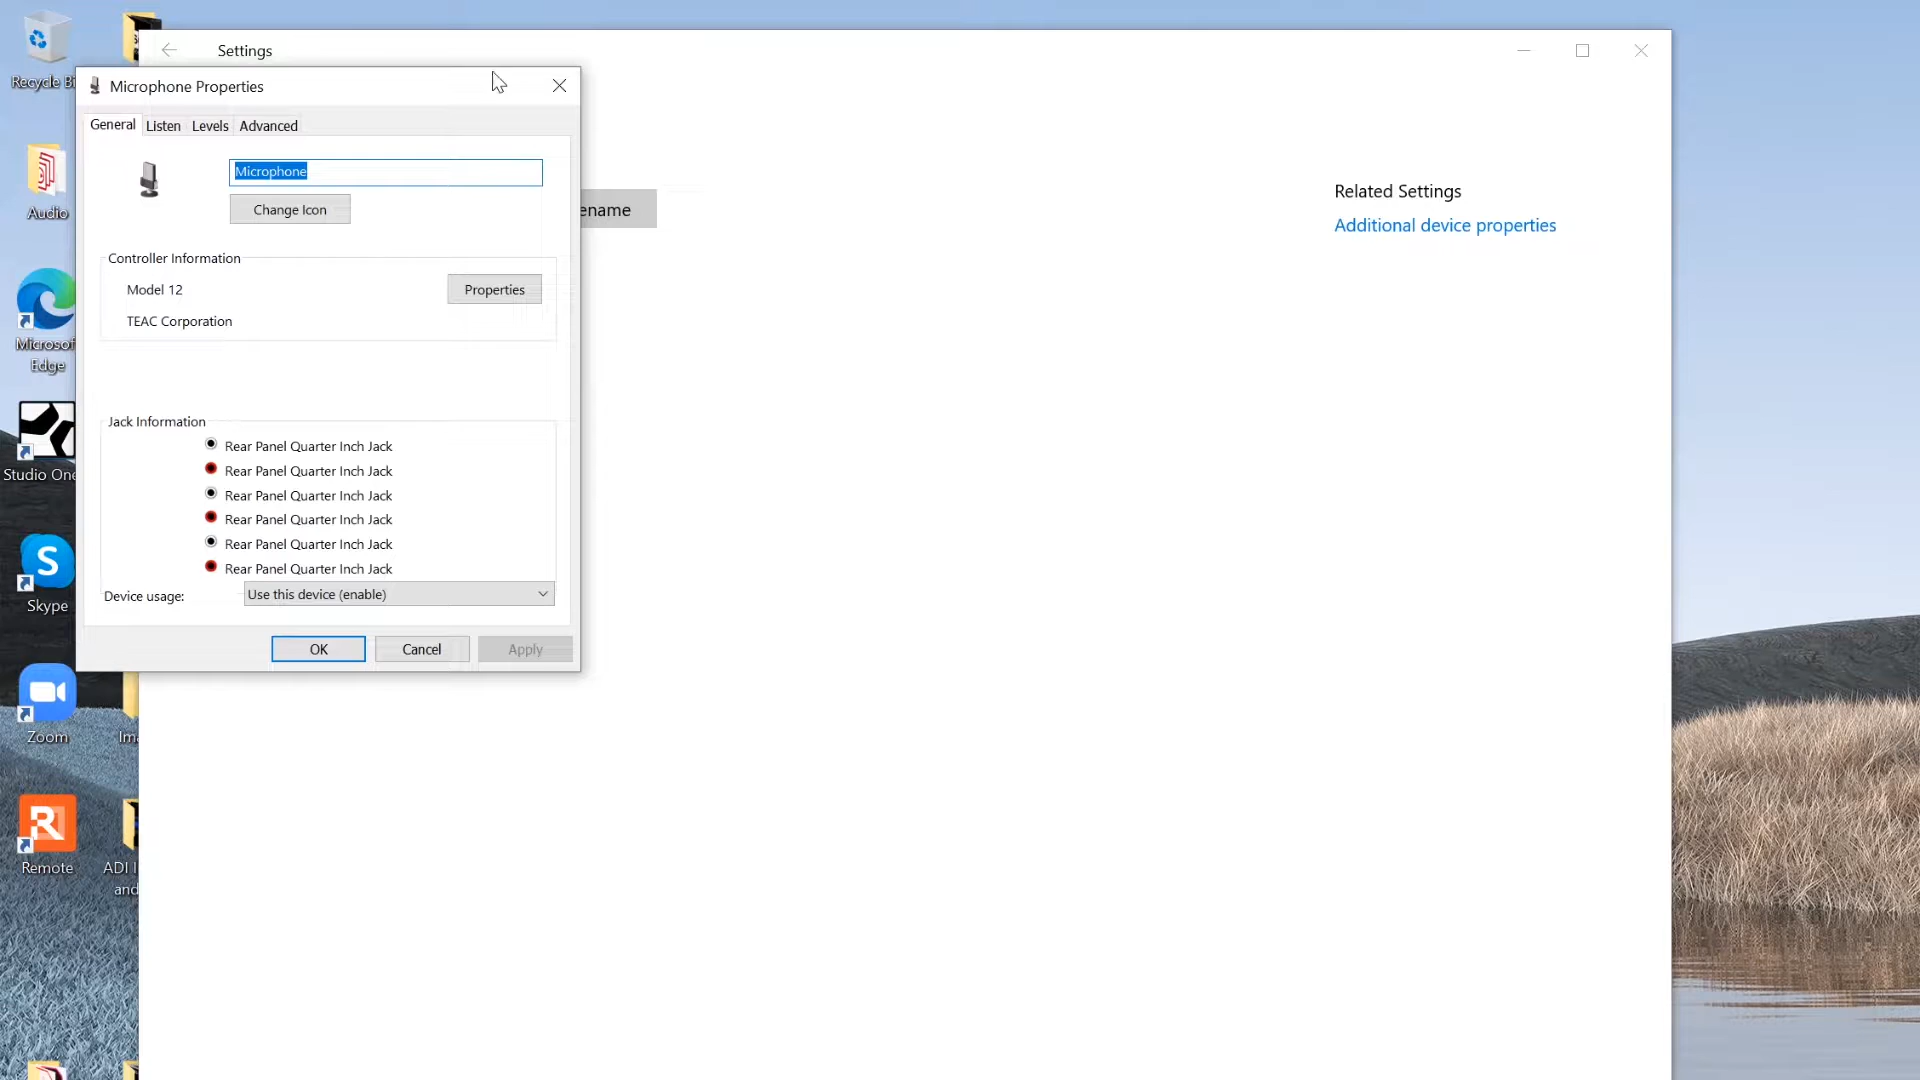 Settings
Microphone Properties
General Listen Levels Advanced
Microphone
Change Icon
ename
Controller Information
Model 12
Properties
TEAC Corporation
Jack Information
Rear Panel Quarter Inch Jack
Rear Panel Quarter Inch Jack
Rear Panel Quarter Inch Jack
Rear Panel Quarter Inch Jack
Rear Panel Quarter Inch Jack
Rear Panel Quarter Inch Jack
Device usage: Use this device (enable)
OK Cancel Apply
Related Settings
Additional device properties
Recycle Bi
Audio
Microsof
Edge
Studio One
Skype
Zoom
Ima
Remote
ADI I
and